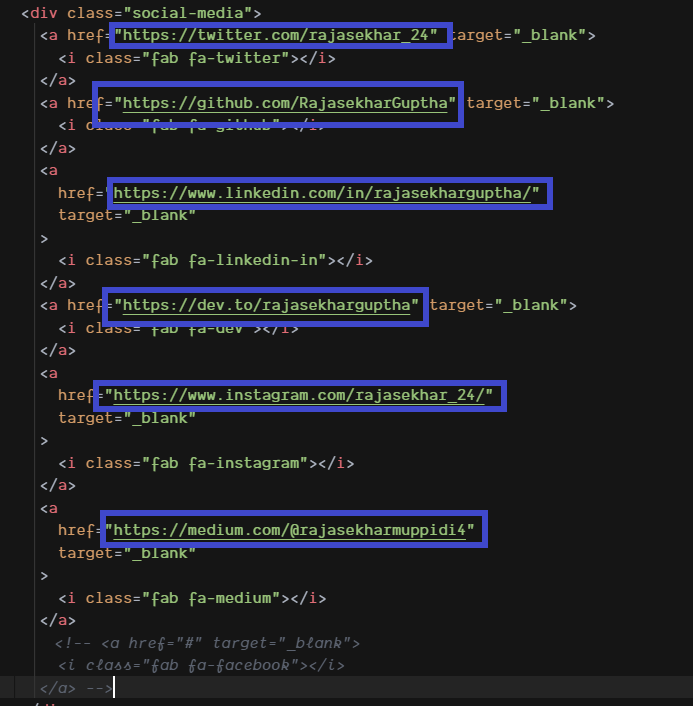 <div class="social-media">
<a href="https://twitter.com/rajasekhar_24" target="_blank">
<i class="fab fa-twitter"></i>
</a>
<a href="https://github.com/RajasekharGuptha" target="_blank">
<i class="fab fa-github"></i>
</a>
<a
href="https://www.linkedin.com/in/rajasekharguptha/"
target="_blank"
>
<i class="fab fa-linkedin-in"></i>
</a>
<a href="https://dev.to/rajasekharguptha" target="_blank">
<i class="fab fa-dev"></i>
</a>
<a
href="https://www.instagram.com/rajasekhar_24/"
target="_blank"
>
<i class="fab fa-instagram"></i>
</a>
<a
href="https://medium.com/@rajasekharmuppidi4"
target="_blank"
>
<i class="fab fa-medium"></i>
</a>
<!-- <a href="#" target="_blank">
<i class="fab fa-facebook"></i>
</a> -->